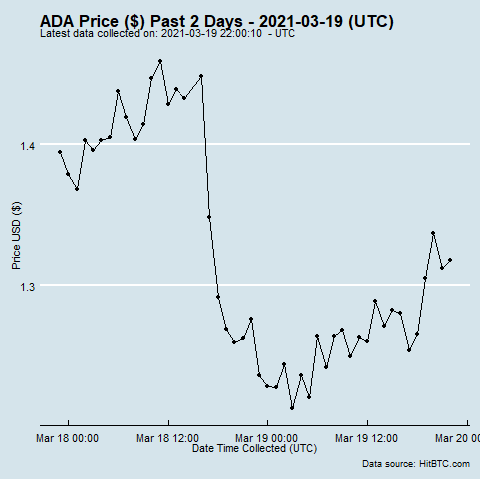 ADA Price ($) Past 2 Days - 2021-03-19 (UTC)
Latest data collected on: 2021-03-19 22:00:10 - UTC
1.4
Price USD ($)
1.3
Mar 18 00:00 Mar 18 12:00 Mar 19 00:00 Mar 19 12:00 Mar 20 0
Date Time Collected (UTC)
Data source: HitBTC.com